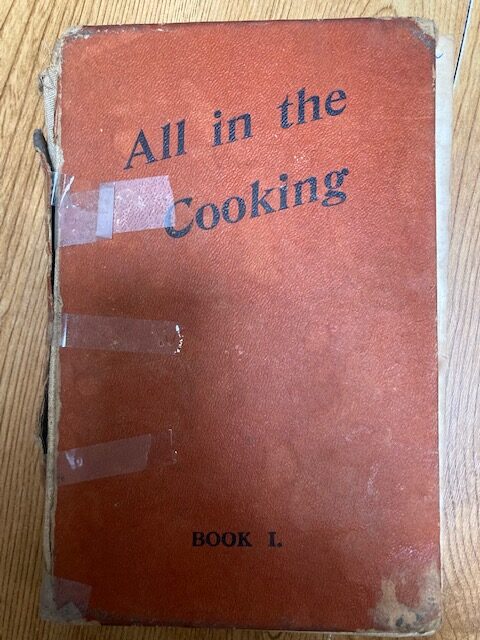 All in the
Cooking
BOOK I.